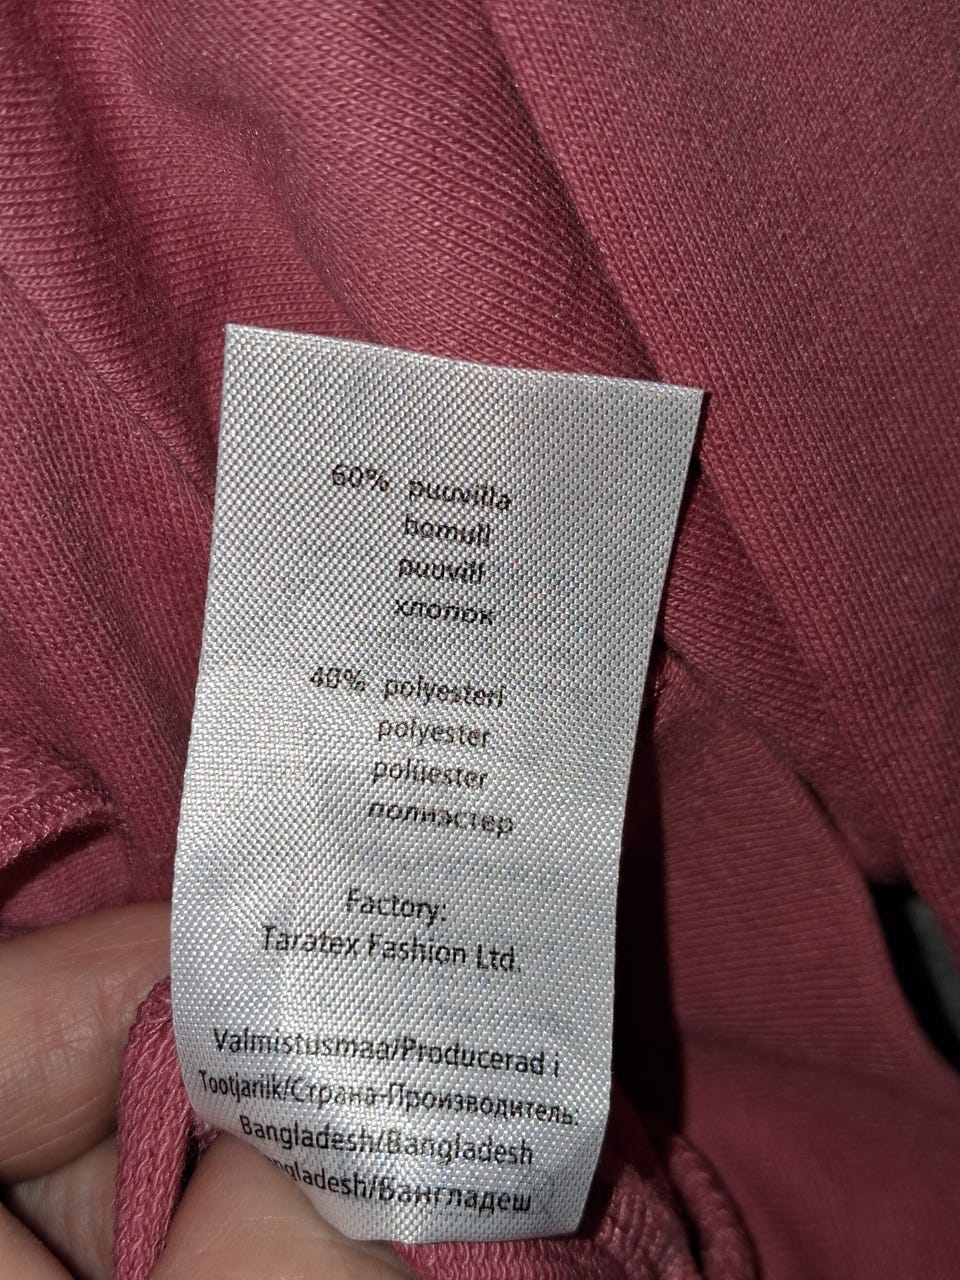 60% puuvilla
bomull
puuvill
хлопок
40% polyesteri
polyester
polüester
полиэстер
Factory:
Taratex Fashion Ltd.
Valmistusmaa/Producerad i
Tootjariik/Страна-Производитель:
Bangladesh/Bangladesh
ngladesh/Бангладеш